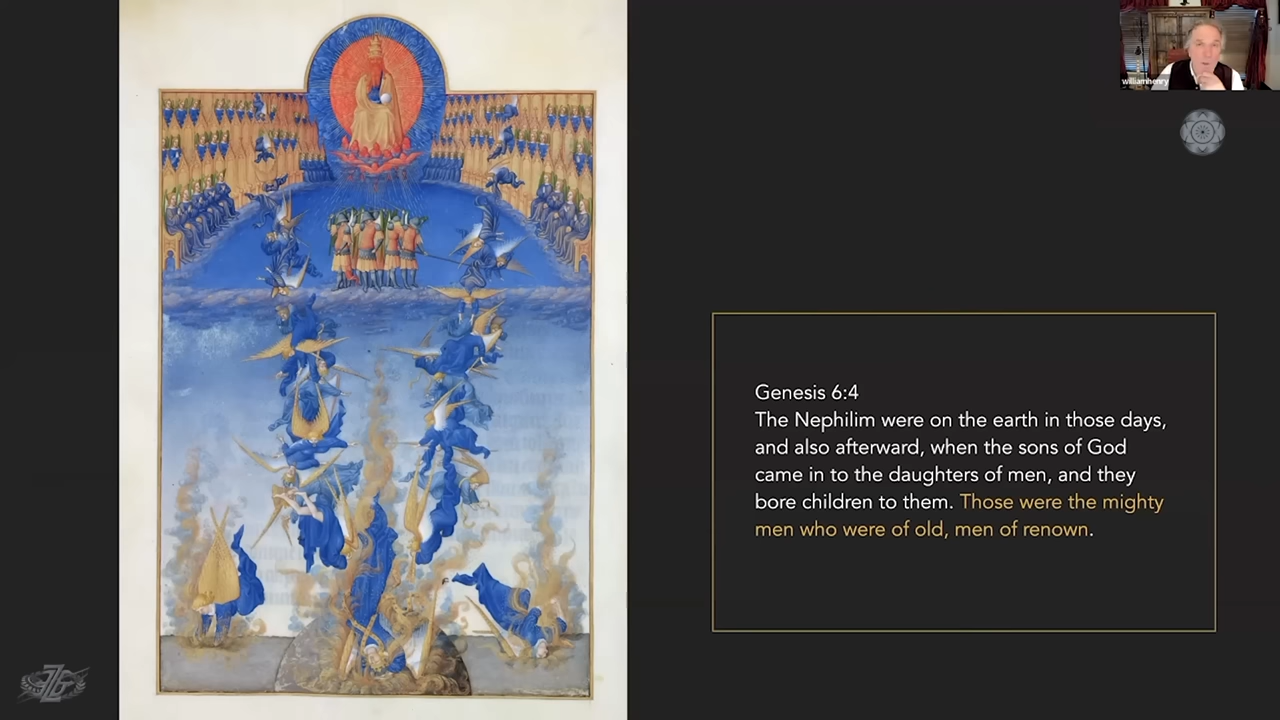 williamhenry
Genesis 6:4
The Nephilim were on the earth in those days,
and also afterward, when the sons of God
came in to the daughters of men, and they
bore children to them. Those were the mighty
men who were of old, men of renown.